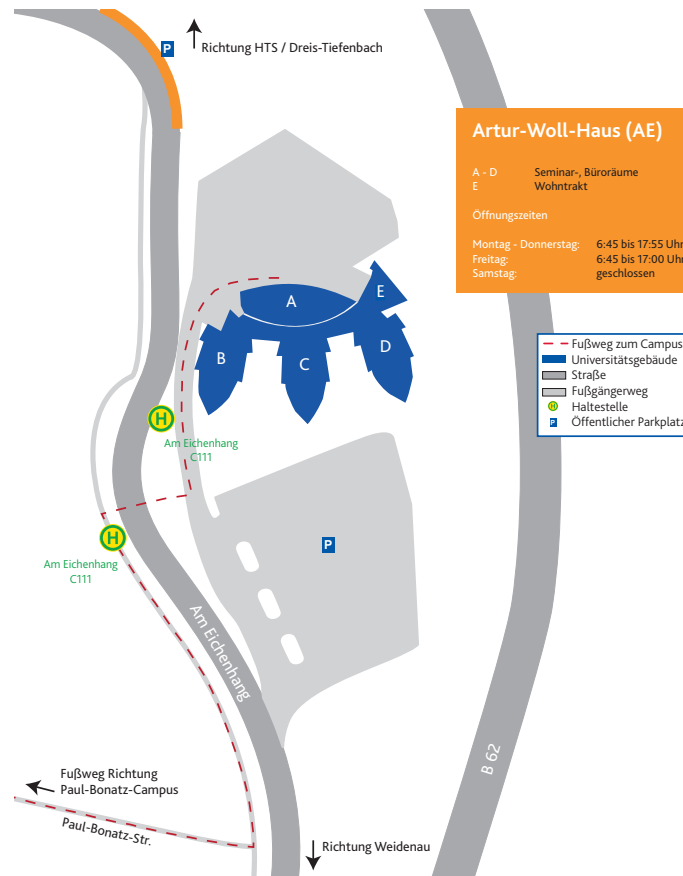 P
Richtung HTS / Dreis-Tiefenbach
Artur-Woll-Haus (AE)
A - D Seminar-, Büroräume
E Wohntrakt
Öffnungszeiten
Montag - Donnerstag: 6:45 bis 17:55 Uhr
Freitag: 6:45 bis 17:00 Uhr
Samstag: geschlossen
A
E
B
C
D
Fußweg zum Campus
Universitätsgebäude
Straße
Fußgängerweg
H Haltestelle
P Öffentlicher Parkplatz
H
Am Eichenhang
C111
H
Am Eichenhang
C111
P
Am Eichenhang
B 62
Fußweg Richtung
Paul-Bonatz-Campus
Paul-Bonatz-Str.
Richtung Weidenau